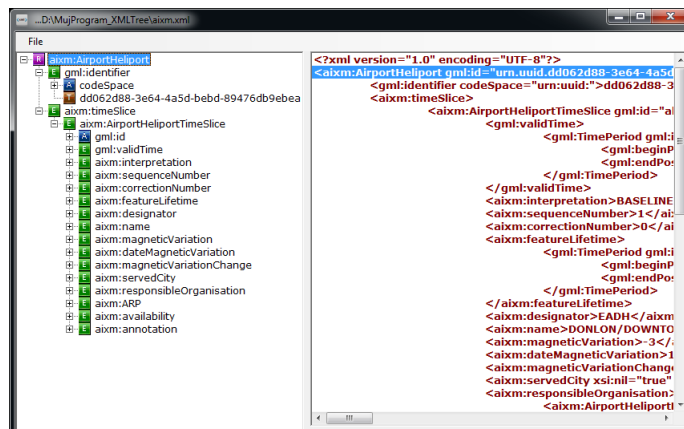 ...D:\MujProgram_XMLTree\aixm.xml
File
R aixm:AirportHeliport
E gml:identifier
A codeSpace
T dd062d88-3e64-4a5d-bebd-89476db9ebea
E aixm:timeSlice
E aixm:AirportHeliportTimeSlice
A gml:id
E gml:validTime
E aixm:interpretation
E aixm:sequenceNumber
E aixm:correctionNumber
E aixm:featureLifetime
E aixm:designator
E aixm:name
E aixm:magneticVariation
E aixm:dateMagneticVariation
E aixm:magneticVariationChange
E aixm:servedCity
E aixm:responsibleOrganisation
E aixm:ARP
E aixm:availability
E aixm:annotation
<?xml version="1.0" encoding="UTF-8"?>
<aixm:AirportHeliport gml:id="urn.uuid.dd062d88-3e64-4a5d
<gml:identifier codeSpace="urn:uuid:">dd062d88-3
<aixm:timeSlice>
<aixm:AirportHeliportTimeSlice gml:id="al
<gml:validTime>
<gml:TimePeriod gml:i
<gml:beginP
<gml:endPos
</gml:TimePeriod>
</gml:validTime>
<aixm:interpretation>BASELINE
<aixm:sequenceNumber>1</ai
<aixm:correctionNumber>0</ai
<aixm:featureLifetime>
<gml:TimePeriod gml:i
<gml:beginP
<gml:endPos
</gml:TimePeriod>
</aixm:featureLifetime>
<aixm:designator>EADH</aixm
<aixm:name>DONLON/DOWNTO
<aixm:magneticVariation>-3</
<aixm:dateMagneticVariation>1
<aixm:magneticVariationChange
<aixm:servedCity xsi:nil="true"
<aixm:responsibleOrganisation>
<aixm:AirportHeliportI